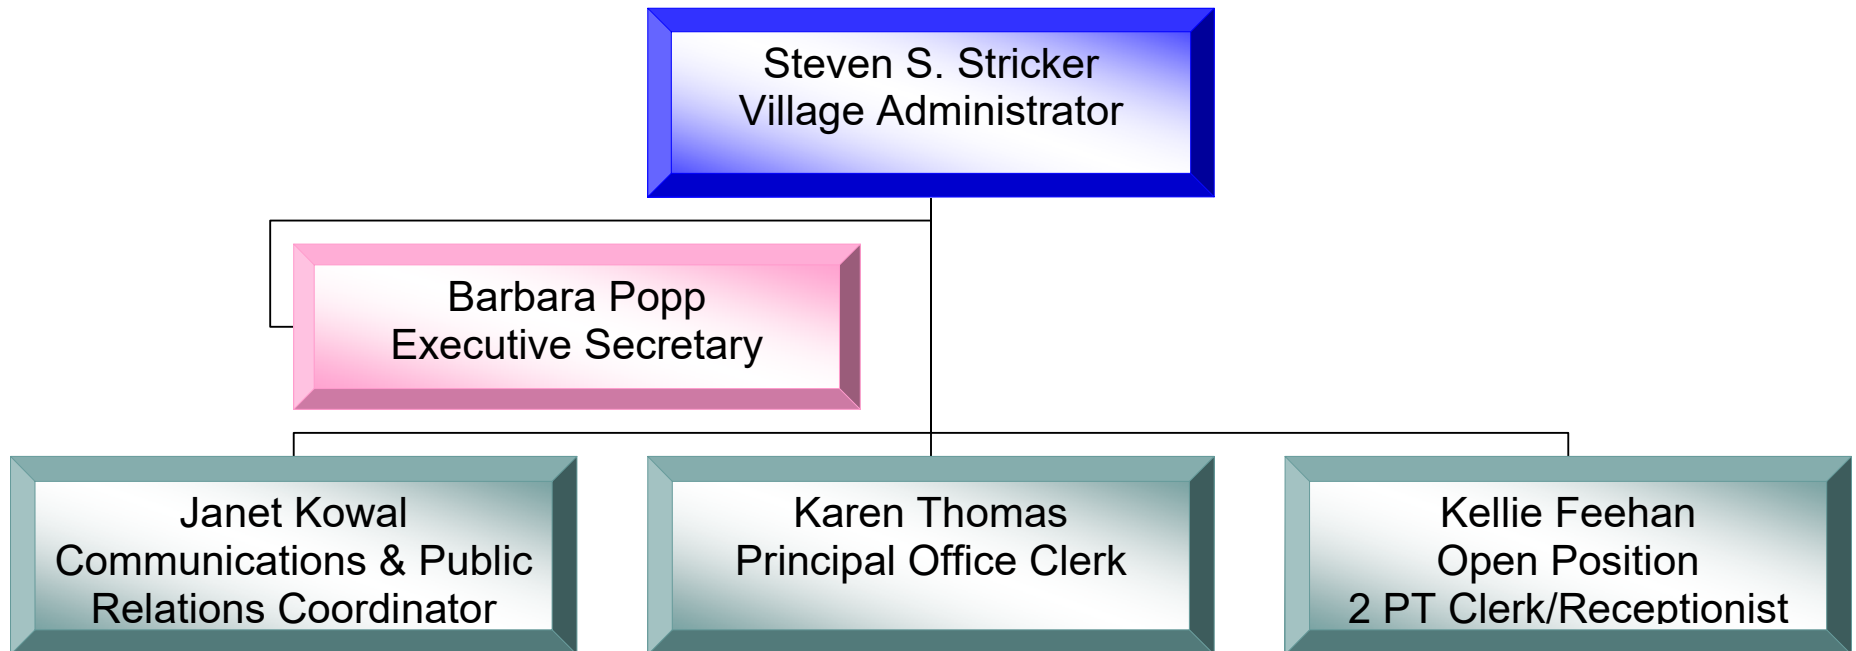 Steven S. Stricker
Village Administrator
Barbara Popp
Executive Secretary
Janet Kowal
Communications & Public
Relations Coordinator
Karen Thomas
Principal Office Clerk
Kellie Feehan
Open Position
2 PT Clerk/Receptionist